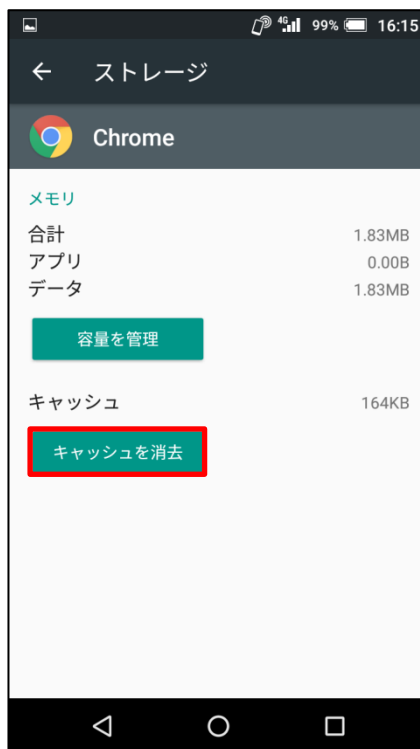 4G 99% 16:15
ストレージ
Chrome
メモリ
合計 1.83MB
アプリ 0.00B
データ 1.83MB
容量を管理
キャッシュ 164KB
キャッシュを消去